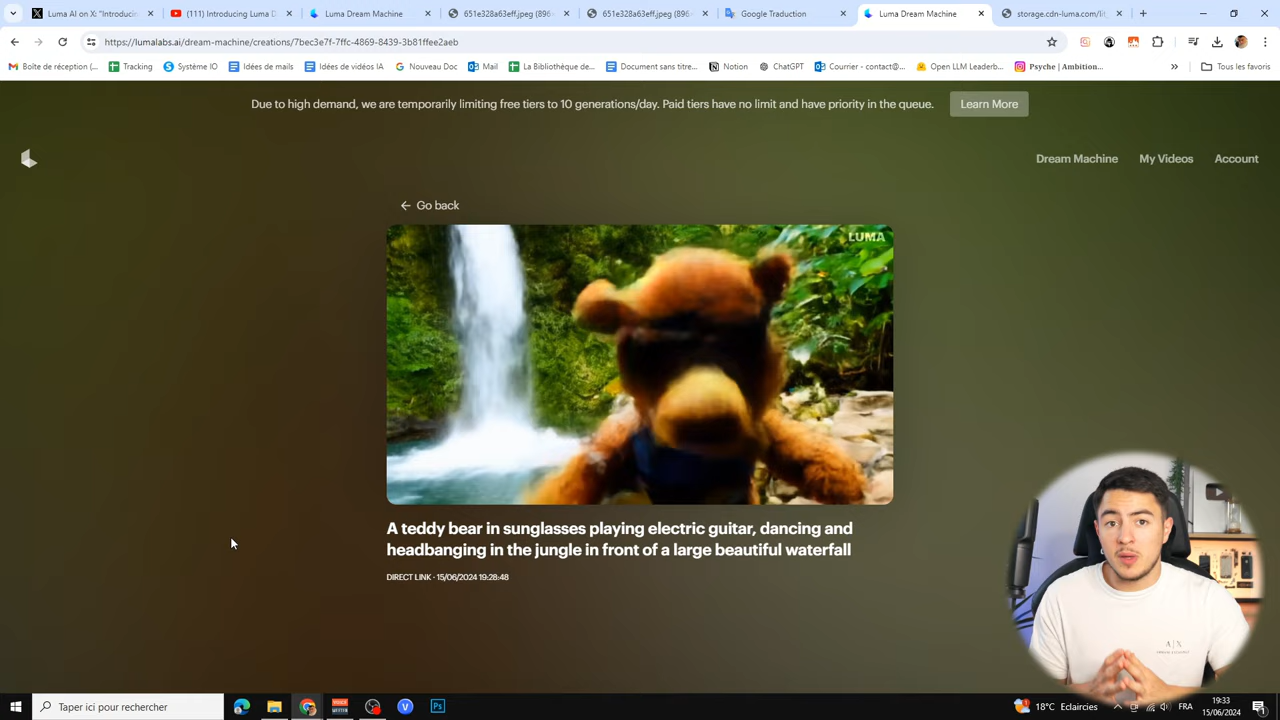 Luma AI on X: "Introducin
(111) Introducing Luma D
Luma Dream Machine
651e328a63eff.jpeg (896×
651e328a63eff.jpeg (896×
Google Traduction
Luma Dream Machine
storage.cdn-luma.com/lit
https://lumalabs.ai/dream-machine/creations/7bec3e7f-7ffc-4869-8439-3b81ffee2aeb
Boîte de réception (...
Tracking
Système IO
Idées de mails
Idées de vidéos IA
Nouveau Doc
Mail
La Bibliothèque de...
Document sans titre...
Notion
ChatGPT
Courrier - contact@...
Open LLM Leaderb...
Psyche | Ambition...
»
Tous les favoris
Due to high demand, we are temporarily limiting free tiers to 10 generations/day. Paid tiers have no limit and have priority in the queue.
Learn More
Dream Machine
My Videos
Account
← Go back
LUMA
A teddy bear in sunglasses playing electric guitar, dancing and
headbanging in the jungle in front of a large beautiful waterfall
DIRECT LINK · 15/06/2024 19:28:48
A|X
Taper ici pour rechercher
V
Ps
18°C Eclaircies
FRA
19:33
15/06/2024